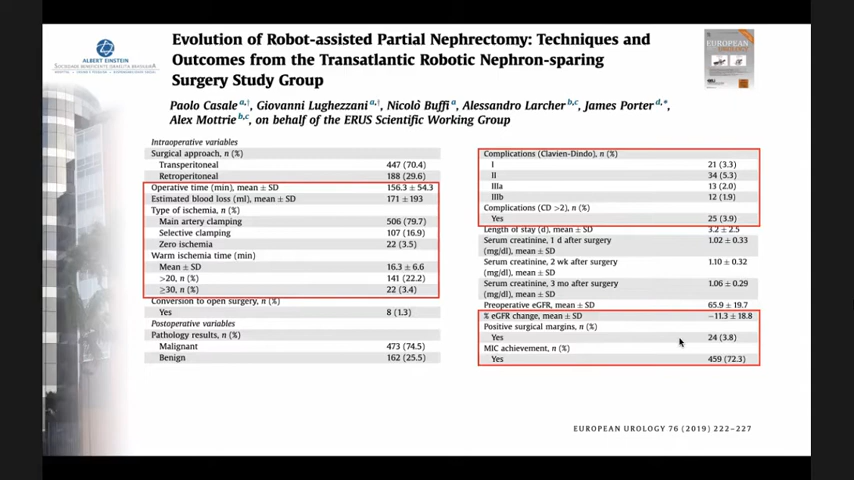 Evolution of Robot-assisted Partial Nephrectomy: Techniques and
Outcomes from the Transatlantic Robotic Nephron-sparing
Surgery Study Group
Paolo Casale a,†, Giovanni Lughezzani a,†, Nicolò Buffi a, Alessandro Larcher b,c, James Porter d,*,
Alex Mottrie b,c, on behalf of the ERUS Scientific Working Group
ALBERT EINSTEIN
SOCIEDADE BENEFICENTE ISRAELITA BRASILEIRA
EUROPEAN
UROLOGY
Intraoperative variables
Surgical approach, n (%)
Transperitoneal 447 (70.4)
Retroperitoneal 188 (29.6)
Operative time (min), mean ± SD 156.3 ± 54.3
Estimated blood loss (ml), mean ± SD 171 ± 193
Type of ischemia, n (%)
Main artery clamping 506 (79.7)
Selective clamping 107 (16.9)
Zero ischemia 22 (3.5)
Warm ischemia time (min)
Mean ± SD 16.3 ± 6.6
>20, n (%) 141 (22.2)
≥30, n (%) 22 (3.4)
Conversion to open surgery, n (%)
Yes 8 (1.3)
Postoperative variables
Pathology results, n (%)
Malignant 473 (74.5)
Benign 162 (25.5)
Complications (Clavien-Dindo), n (%)
I 21 (3.3)
II 34 (5.3)
IIIa 13 (2.0)
IIIb 12 (1.9)
Complications (CD >2), n (%)
Yes 25 (3.9)
Length of stay (d), mean ± SD 3.2 ± 2.5
Serum creatinine, 1 d after surgery 1.02 ± 0.33
(mg/dl), mean ± SD
Serum creatinine, 2 wk after surgery 1.10 ± 0.32
(mg/dl), mean ± SD
Serum creatinine, 3 mo after surgery 1.06 ± 0.29
(mg/dl), mean ± SD
Preoperative eGFR, mean ± SD 65.9 ± 19.7
% eGFR change, mean ± SD −11.3 ± 18.8
Positive surgical margins, n (%)
Yes 24 (3.8)
MIC achievement, n (%)
Yes 459 (72.3)
EUROPEAN UROLOGY 76 (2019) 222–227